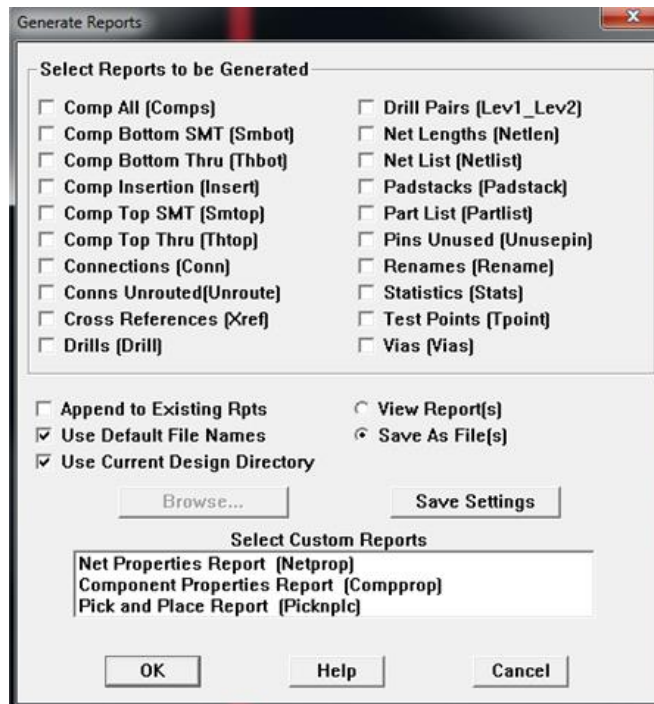 Generate Reports
x
Select Reports to be Generated
Comp All (Comps)
Comp Bottom SMT (Smbot)
Comp Bottom Thru (Thbot)
Comp Insertion (Insert)
Comp Top SMT (Smtop)
Comp Top Thru (Thtop)
Connections (Conn)
Conns Unrouted(Unroute)
Cross References (Xref)
Drills (Drill)
Drill Pairs (Lev1_Lev2)
Net Lengths (Netlen)
Net List (Netlist)
Padstacks (Padstack)
Part List (Partlist)
Pins Unused (Unusepin)
Renames (Rename)
Statistics (Stats)
Test Points (Tpoint)
Vias (Vias)
Append to Existing Rpts
Use Default File Names
Use Current Design Directory
View Report(s)
Save As File(s)
Browse...
Save Settings
Select Custom Reports
Net Properties Report (Netprop)
Component Properties Report (Compprop)
Pick and Place Report (Picknplc)
OK
Help
Cancel